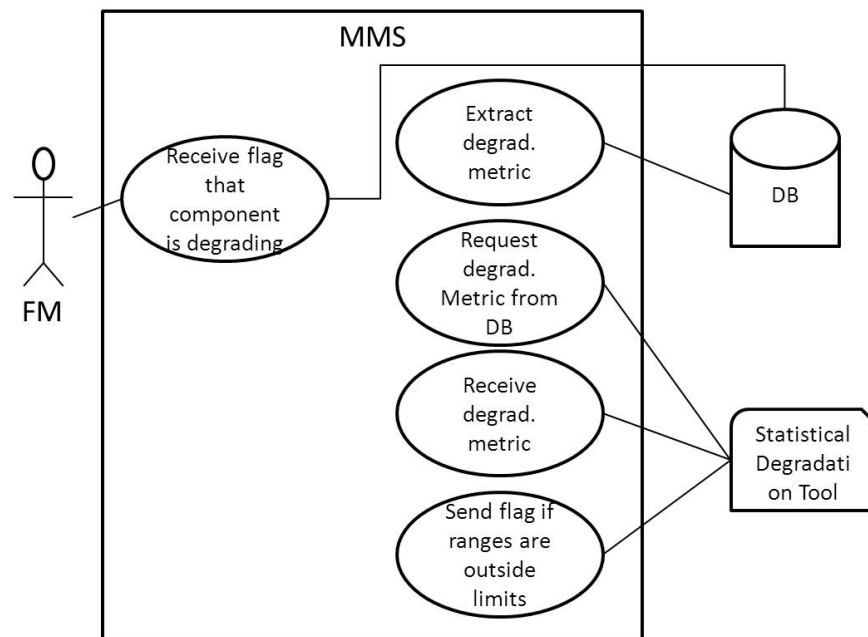 MMS
FM
Receive flag
that
component
is degrading
Extract
degrad.
metric
Request
degrad.
Metric from
DB
Receive
degrad.
metric
Send flag if
ranges are
outside
limits
DB
Statistical
Degradati
on Tool